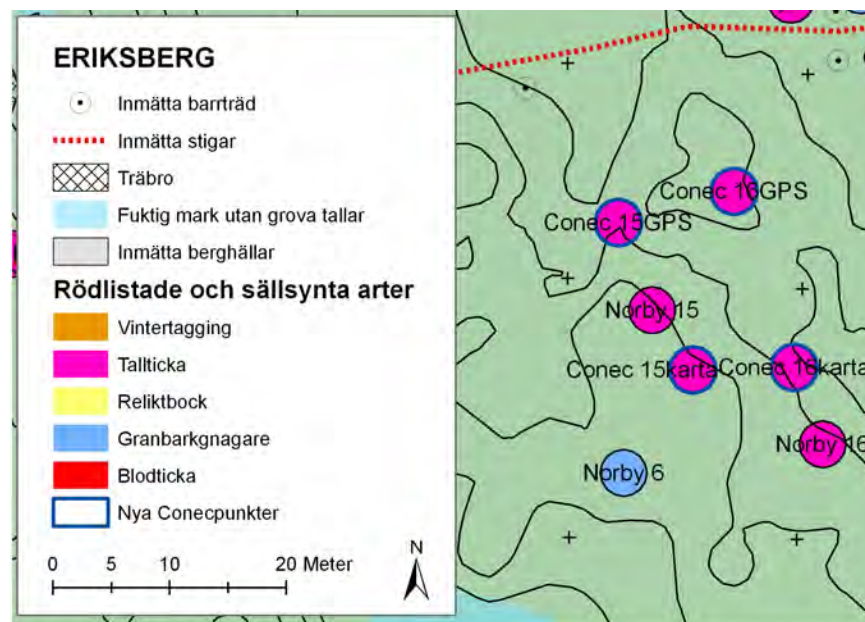 ERIKSBERG
Inmätta barrträd
Inmätta stigar
Träbro
Fuktig mark utan grova tallar
Inmätta berghällar
Rödlistade och sällsynta arter
Vintertagging
Tallticka
Reliktbock
Granbarkgnagare
Blodticka
Nya Conecpunkter
0 5 10 20 Meter
N
Conec 16GPS
Conec 15GPS
Norby 15
Conec 15karta
Conec 16karta
Norby 16
Norby 6